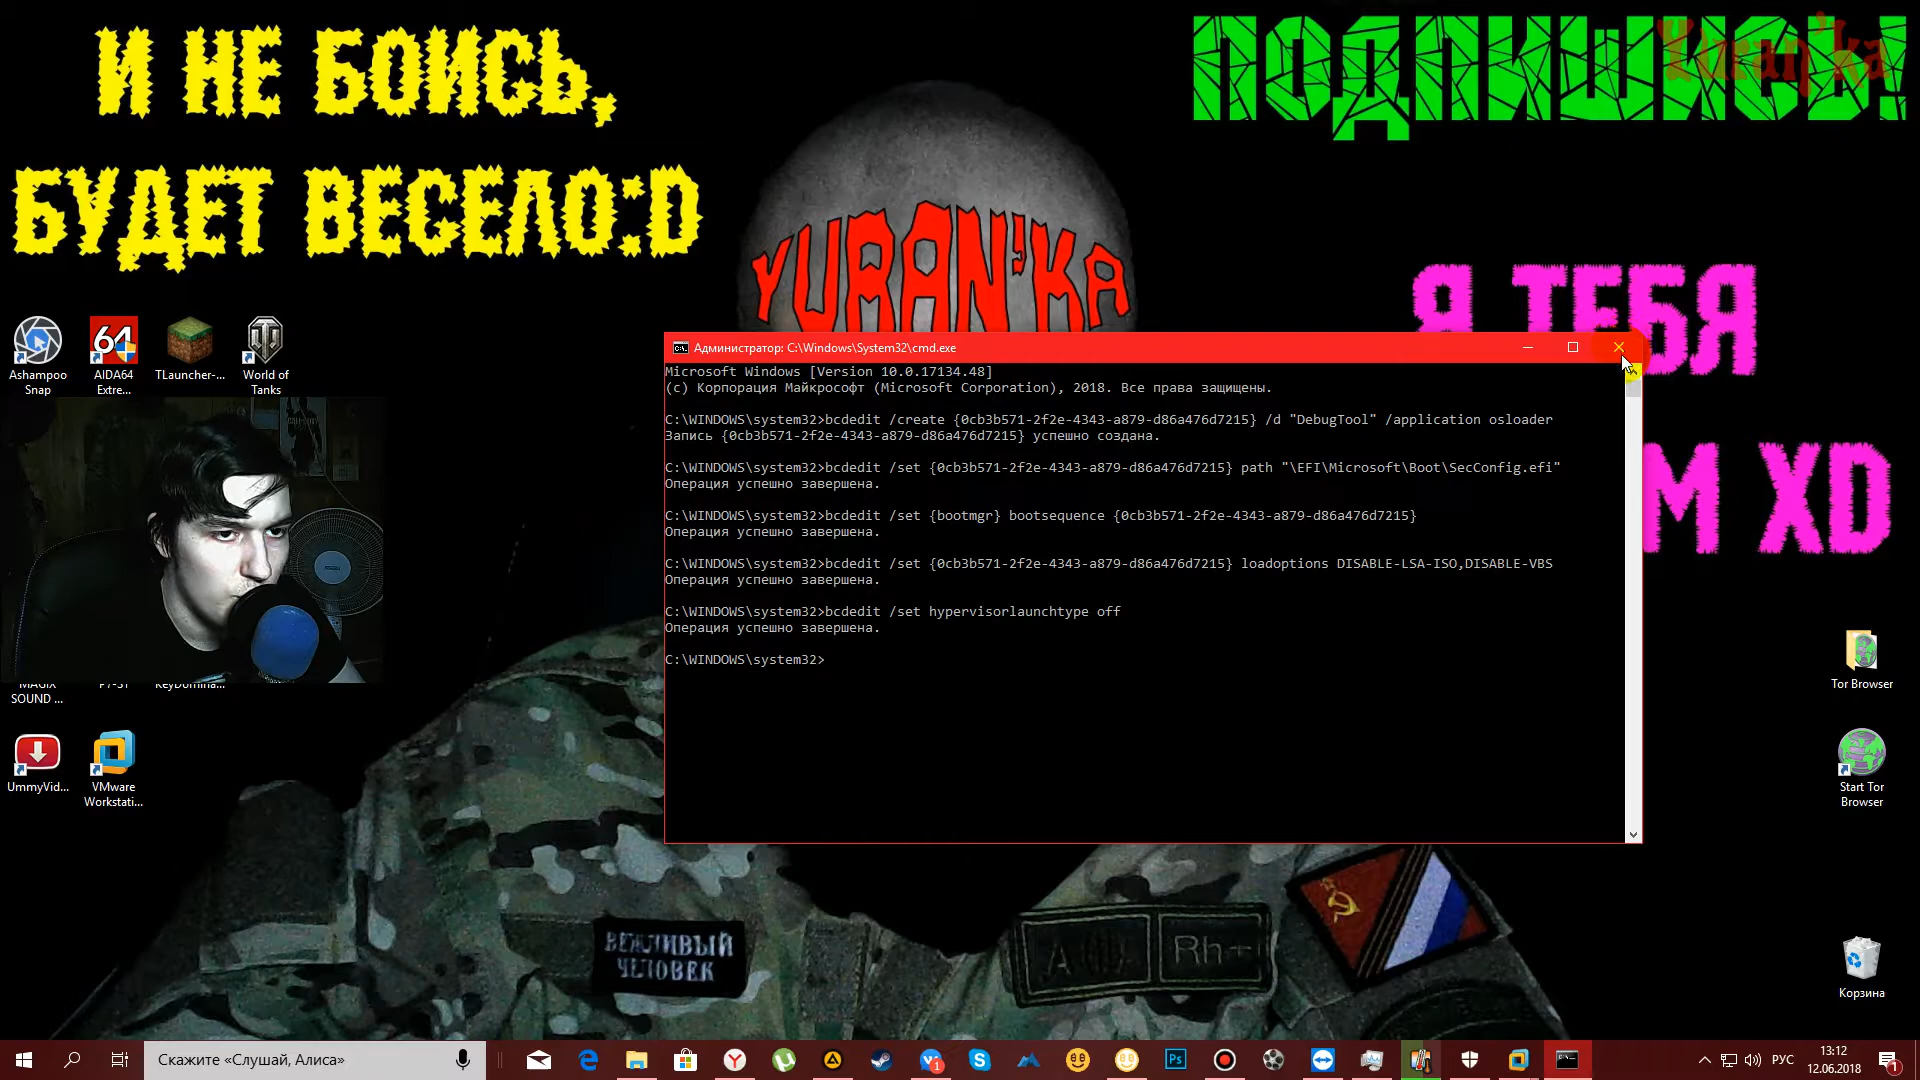 И НЕ БОИСЬ,
БУДЕТ ВЕСЕЛО:D
ПОДПИШИСЬ!
Yuran'ka
YURAN'KA
Я ТЕБЯ
М XD
Ashampoo
Snap
64
AIDA64
Extre...
TLauncher-...
World of
Tanks
SOUND ...
UmmyVid...
VMware
Workstati...
Администратор: C:\Windows\System32\cmd.exe
Microsoft Windows [Version 10.0.17134.48]
(c) Корпорация Майкрософт (Microsoft Corporation), 2018. Все права защищены.
C:\WINDOWS\system32>bcdedit /create {0cb3b571-2f2e-4343-a879-d86a476d7215} /d "DebugTool" /application osloader
Запись {0cb3b571-2f2e-4343-a879-d86a476d7215} успешно создана.
C:\WINDOWS\system32>bcdedit /set {0cb3b571-2f2e-4343-a879-d86a476d7215} path "\EFI\Microsoft\Boot\SecConfig.efi"
Операция успешно завершена.
C:\WINDOWS\system32>bcdedit /set {bootmgr} bootsequence {0cb3b571-2f2e-4343-a879-d86a476d7215}
Операция успешно завершена.
C:\WINDOWS\system32>bcdedit /set {0cb3b571-2f2e-4343-a879-d86a476d7215} loadoptions DISABLE-LSA-ISO,DISABLE-VBS
Операция успешно завершена.
C:\WINDOWS\system32>bcdedit /set hypervisorlaunchtype off
Операция успешно завершена.
C:\WINDOWS\system32>
Tor Browser
Start Tor
Browser
Корзина
ВЕЖЛИВЫЙ
ЧЕЛОВЕК
Rh+
Скажите «Слушай, Алиса»
Ps
1
РУС
13:12
12.06.2018
1